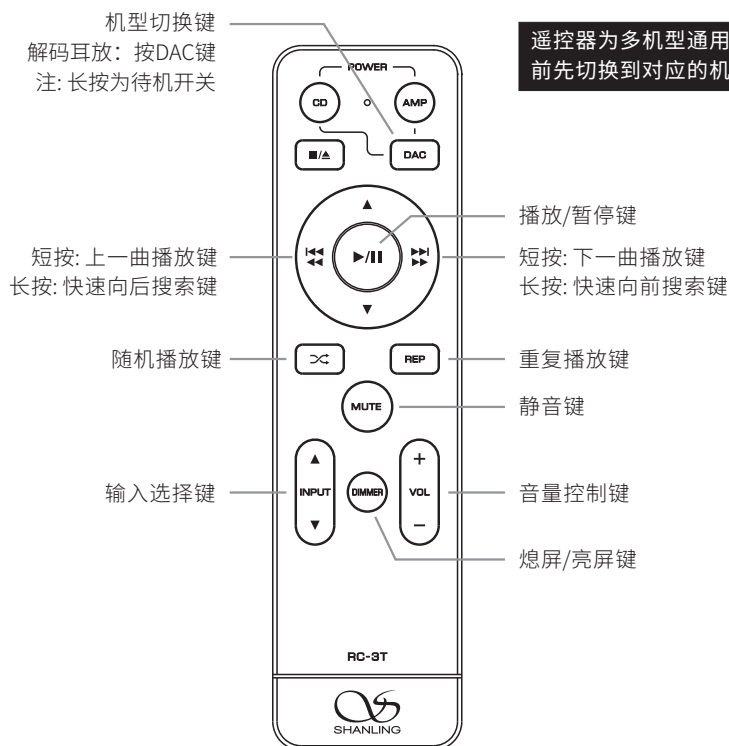 机型切换键
解码耳放：按DAC键
注: 长按为待机开关
遥控器为多机型通用
前先切换到对应的机
POWER
CD
AMP
■/▲
DAC
播放/暂停键
短按: 上一曲播放键
长按: 快速向后搜索键
▶/II
短按: 下一曲播放键
长按: 快速向前搜索键
随机播放键
REP
重复播放键
MUTE
静音键
输入选择键
INPUT
DIMMER
+
VOL
−
音量控制键
熄屏/亮屏键
RC-3T
SHANLING